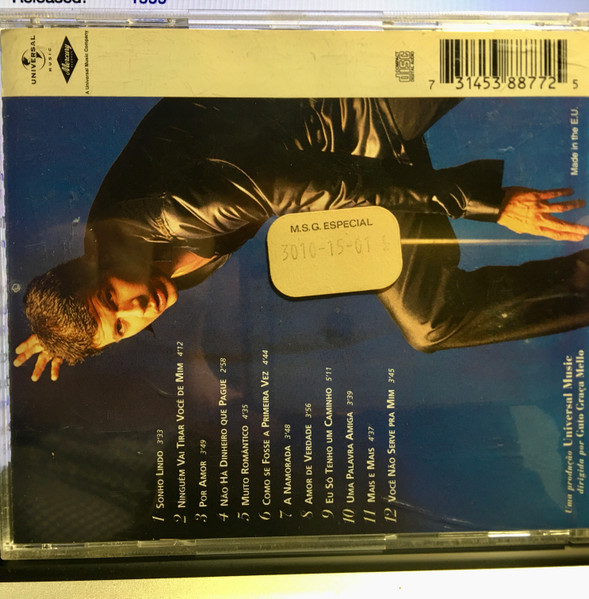 Released: 1999
UNIVERSAL
MUSIC
Mercury
A Universal Music Company
COMPACT
disc
7 31453 88772 5
Made in the E.U.
M.S.G. ESPECIAL
3010-15-01
1 SONHO LINDO 3'33
2 NINGUÉM VAI TIRAR VOCÊ DE MIM 4'12
3 POR AMOR 3'49
4 NÃO HÁ DINHEIRO QUE PAGUE 2'58
5 MUITO ROMÂNTICO 4'35
6 COMO SE FOSSE A PRIMEIRA VEZ 4'44
7 A NAMORADA 3'48
8 AMOR DE VERDADE 3'56
9 EU SÓ TENHO UM CAMINHO 5'11
10 UMA PALAVRA AMIGA 3'39
11 MAIS E MAIS 4'37
12 VOCÊ NÃO SERVE PRA MIM 3'45
Uma produção Universal Music
dirigida por Guto Graça Mello